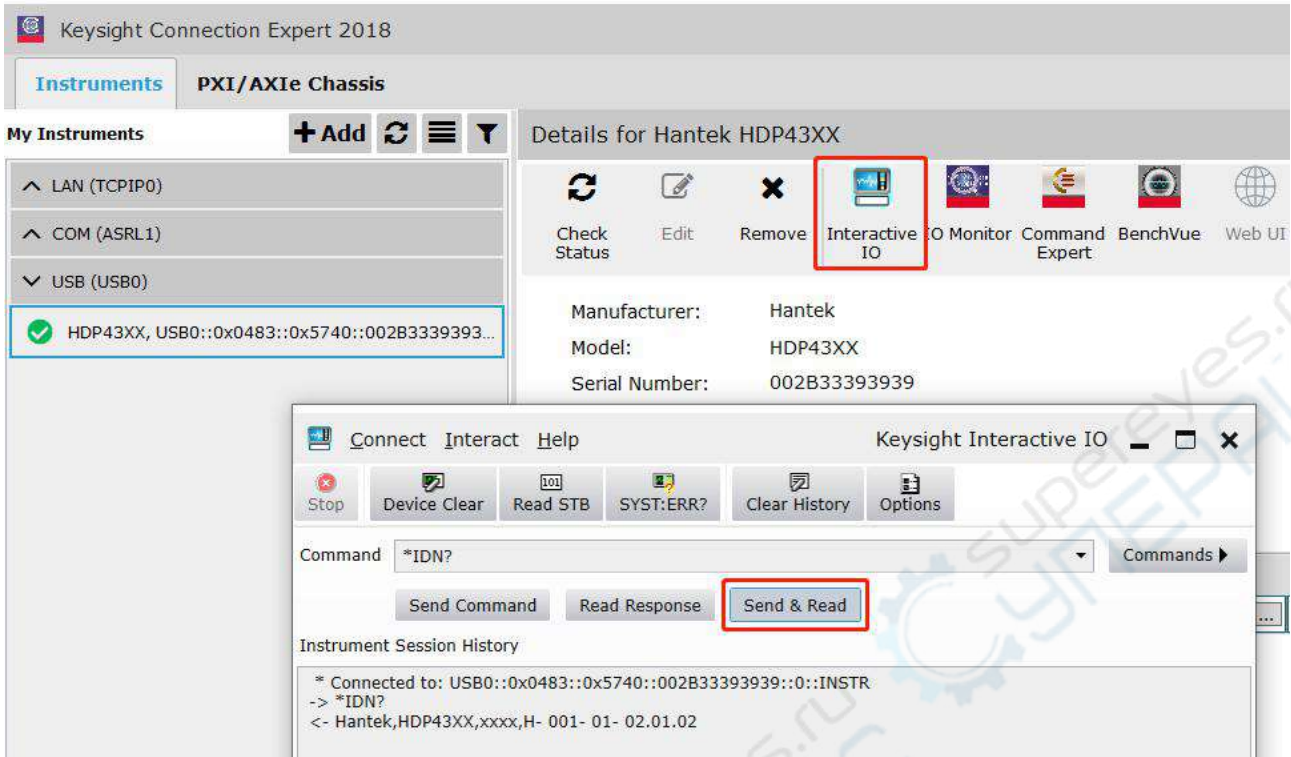 Keysight Connection Expert 2018
Instruments PXI/AXIe Chassis
My Instruments +Add Details for Hantek HDP43XX
LAN (TCPIP0)
COM (ASRL1)
USB (USB0)
HDP43XX, USB0::0x0483::0x5740::002B3339393...
Check Status Edit Remove Interactive IO IO Monitor Command Expert BenchVue Web UI
Manufacturer: Hantek
Model: HDP43XX
Serial Number: 002B33393939
Connect Interact Help Keysight Interactive IO
Stop Device Clear Read STB SYST:ERR? Clear History Options
Command *IDN? Commands
Send Command Read Response Send & Read
...
Instrument Session History
* Connected to: USB0::0x0483::0x5740::002B33393939::0::INSTR
-> *IDN?
<- Hantek,HDP43XX,xxxx,H- 001- 01- 02.01.02
supereyes.ru
СУПЕР